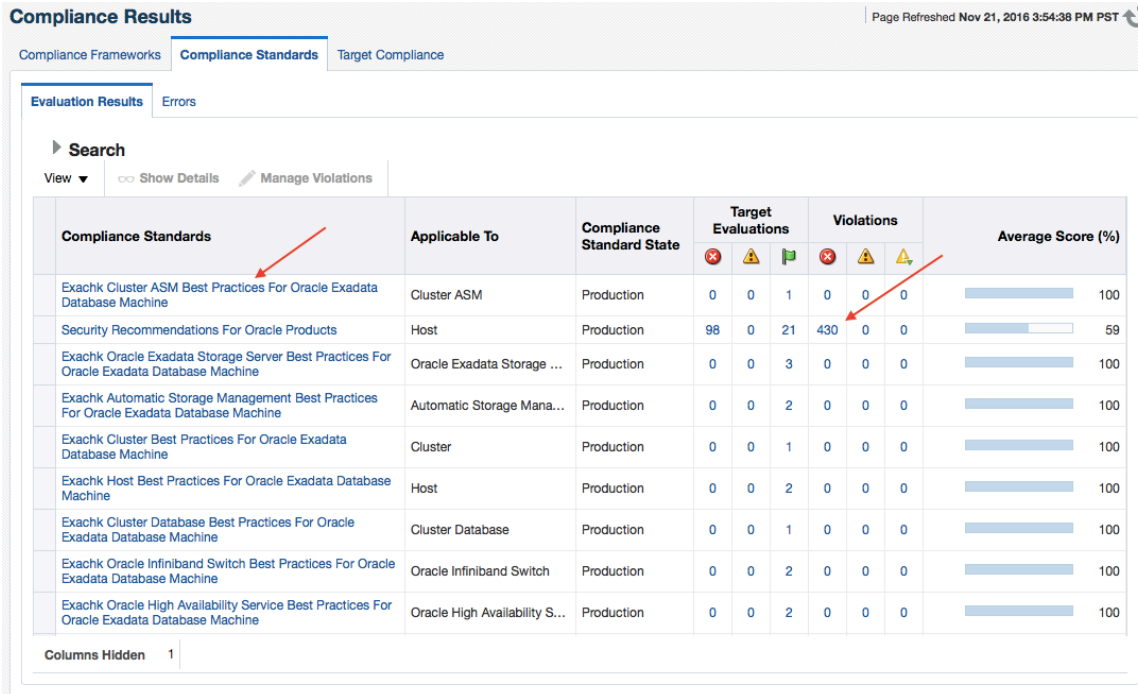 Compliance Results
Page Refreshed Nov 21, 2016 3:54:38 PM PST
Compliance Frameworks Compliance Standards Target Compliance
Evaluation Results Errors
Search
View Show Details Manage Violations
Compliance Standards Applicable To Compliance Standard State Target Evaluations Violations Average Score (%)
Exachk Cluster ASM Best Practices For Oracle Exadata
Database Machine
Cluster ASM Production 0 0 1 0 0 0 100
Security Recommendations For Oracle Products Host Production 98 0 21 430 0 0 59
Exachk Oracle Exadata Storage Server Best Practices For
Oracle Exadata Database Machine
Oracle Exadata Storage ... Production 0 0 3 0 0 0 100
Exachk Automatic Storage Management Best Practices
For Oracle Exadata Database Machine
Automatic Storage Mana... Production 0 0 2 0 0 0 100
Exachk Cluster Best Practices For Oracle Exadata
Database Machine
Cluster Production 0 0 1 0 0 0 100
Exachk Host Best Practices For Oracle Exadata Database
Machine
Host Production 0 0 2 0 0 0 100
Exachk Cluster Database Best Practices For Oracle
Exadata Database Machine
Cluster Database Production 0 0 1 0 0 0 100
Exachk Oracle Infiniband Switch Best Practices For Oracle
Exadata Database Machine
Oracle Infiniband Switch Production 0 0 2 0 0 0 100
Exachk Oracle High Availability Service Best Practices For
Oracle Exadata Database Machine
Oracle High Availability S... Production 0 0 2 0 0 0 100
Columns Hidden 1